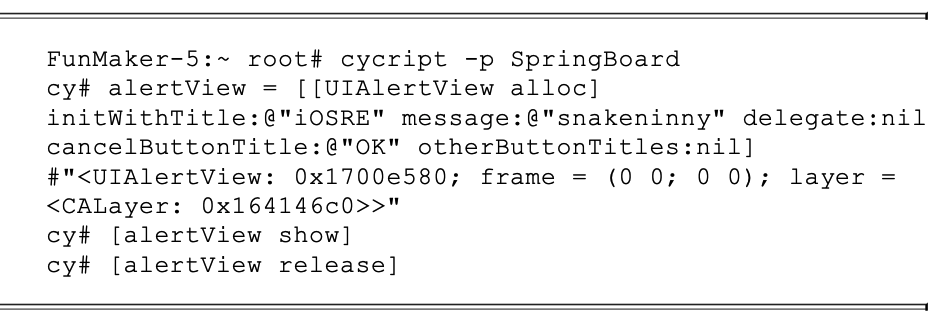 FunMaker-5:~ root# cycript -p SpringBoard
cy# alertView = [[UIAlertView alloc]
initWithTitle:@"iOSRE" message:@"snakeninny" delegate:nil
cancelButtonTitle:@"OK" otherButtonTitles:nil]
#"<UIAlertView: 0x1700e580; frame = (0 0; 0 0); layer =
<CALayer: 0x164146c0>>"
cy# [alertView show]
cy# [alertView release]